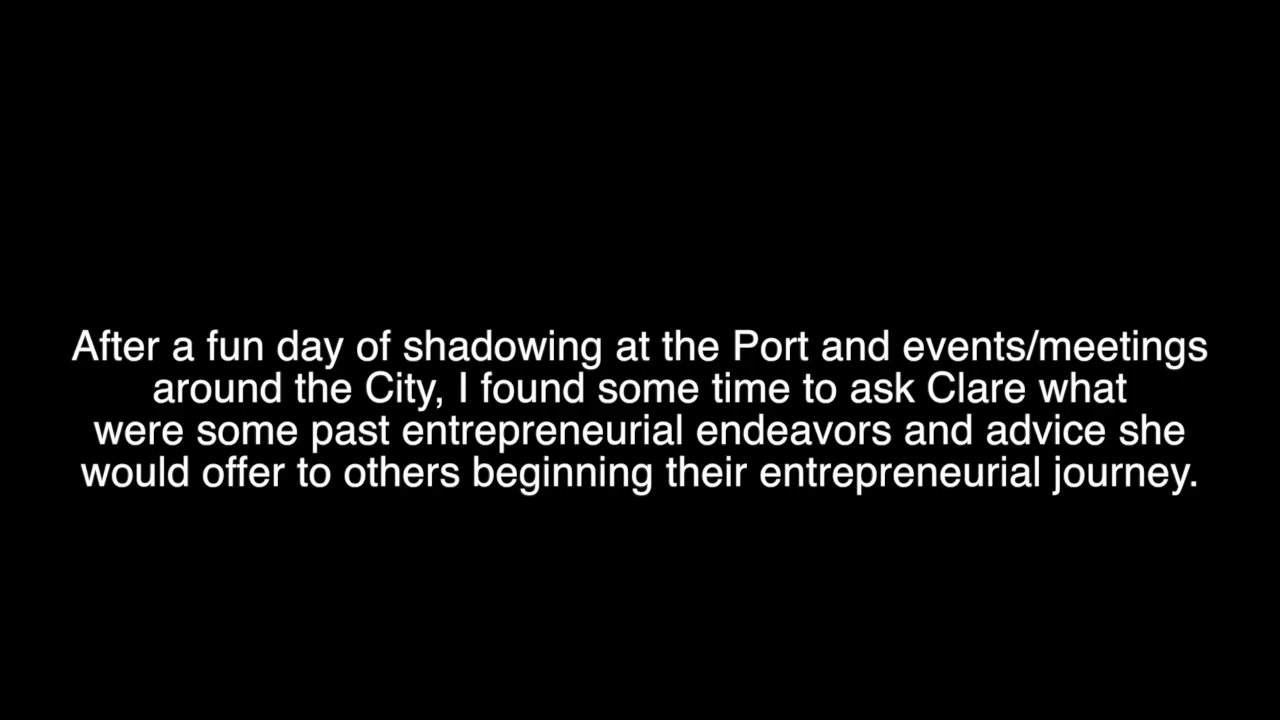 After a fun day of shadowing at the Port and events/meetings
around the City, I found some time to ask Clare what
were some past entrepreneurial endeavors and advice she
would offer to others beginning their entrepreneurial journey.